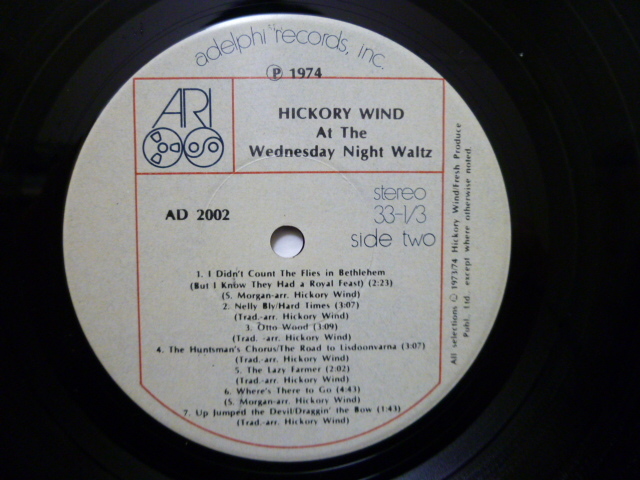 adelphi records, inc.
℗ 1974
ARI
HICKORY WIND
At The
Wednesday Night Waltz
AD 2002
stereo
33-1/3
side two
1. I Didn't Count The Flies in Bethlehem
(But I Know They Had a Royal Feast) (2:23)
(S. Morgan-arr. Hickory Wind)
2. Nelly Bly/Hard Times (3:07)
(Trad.-arr. Hickory Wind)
3. Otto Wood (3:09)
(Trad.-arr. Hickory Wind)
4. The Huntsman's Chorus/The Road to Lisdoonvarna (3:07)
(Trad-arr. Hickory Wind)
5. The Lazy Farmer (2:02)
(Trad-arr. Hickory Wind)
6. Where's There to Go (4:43)
(S. Morgan-arr. Hickory Wind)
7. Up Jumped the Devil/Draggin' the Bow (1:43)
(Trad.-arr. Hickory Wind)
All selections © 1973/74 Hickory Wind/Fresh Produce
Publ. Ltd. except where otherwise noted.